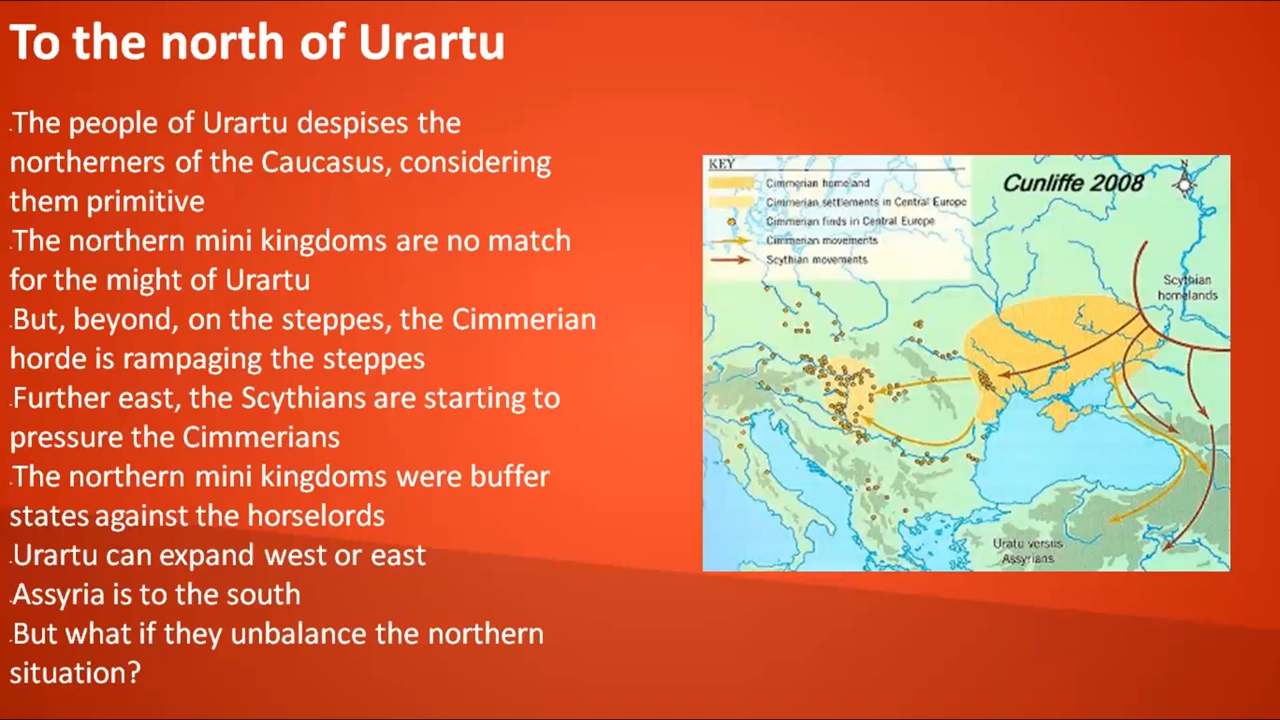 To the north of Urartu
.The people of Urartu despises the
northerners of the Caucasus, considering
them primitive
.The northern mini kingdoms are no match
for the might of Urartu
.But, beyond, on the steppes, the Cimmerian
horde is rampaging the steppes
.Further east, the Scythians are starting to
pressure the Cimmerians
.The northern mini kingdoms were buffer
states against the horselords
.Urartu can expand west or east
.Assyria is to the south
.But what if they unbalance the northern
situation?
KEY
Cimmerian homeland
Cimmerian settlements in Central Europe
Cimmerian finds in Central Europe
Cimmerian movements
Scythian movements
Cunliffe 2008
N
Scythian
homelands
Uratu versus
Assyrians